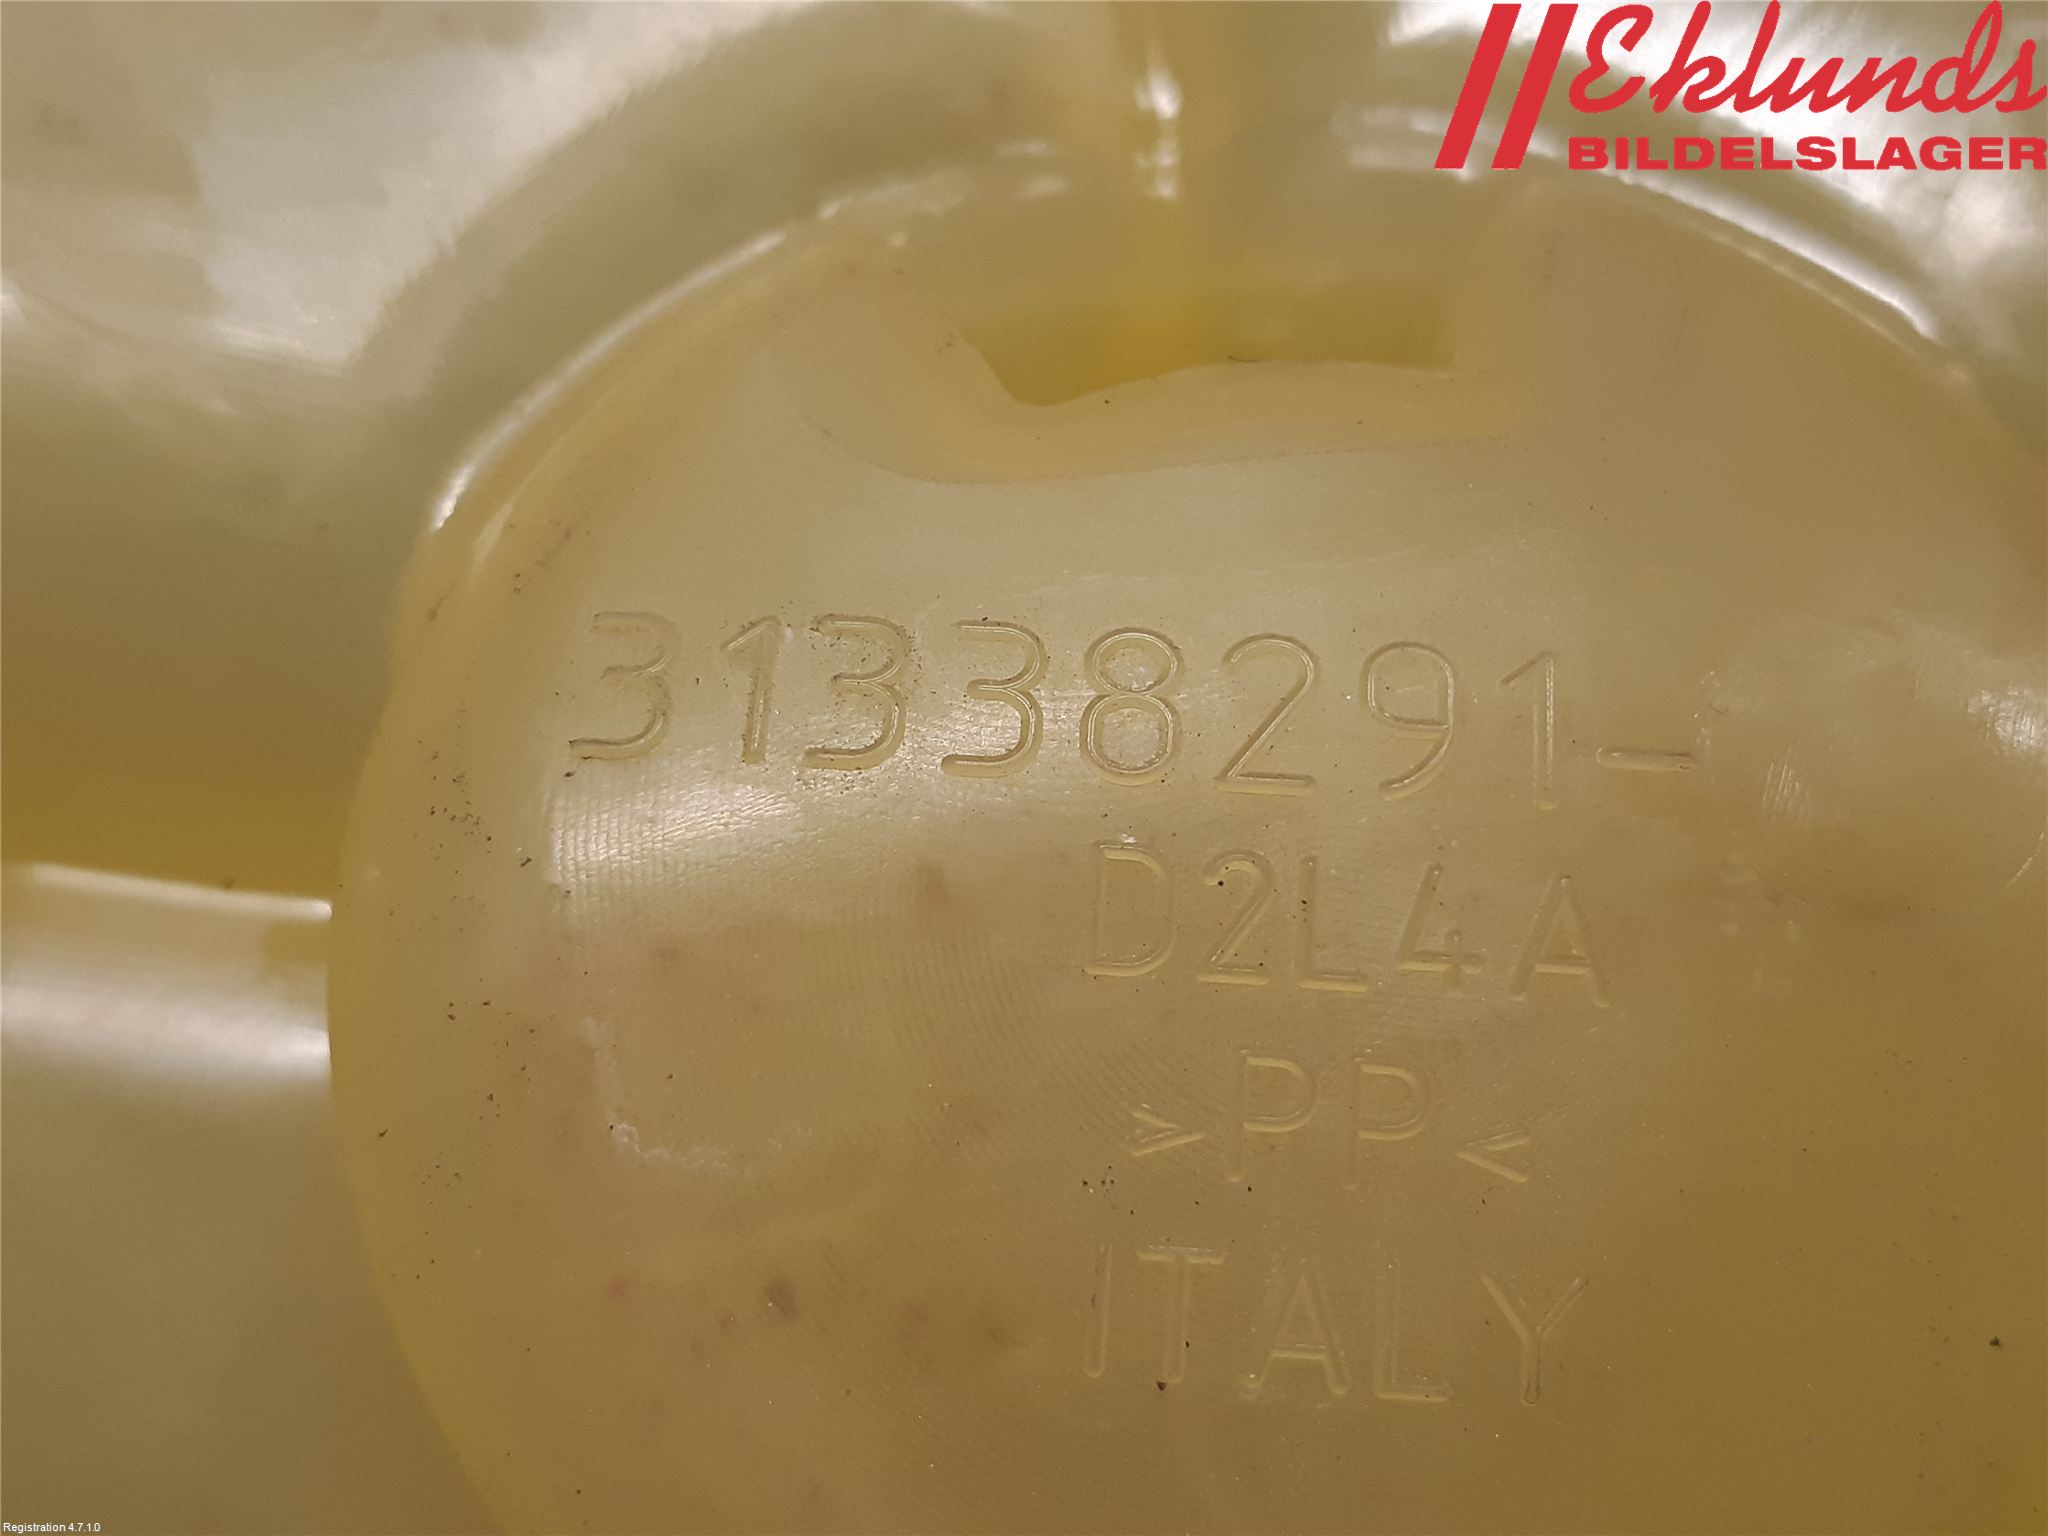 Eklunds
BILDELSLAGER
31338291-
D2L4A
>PP<
ITALY
Registration 4.7.1.0